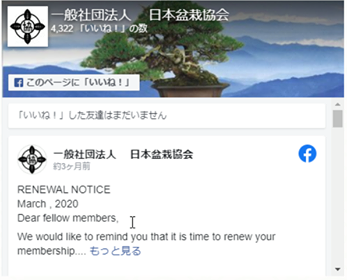 一般社団法人　日本盆栽協会
4,322 「いいね！」の数
このページに「いいね！」
「いいね！」した友達はまだいません
一般社団法人　日本盆栽協会
約3ヶ月前
RENEWAL NOTICE
March , 2020
Dear fellow members,
We would like to remind you that it is time to renew your
membership.... もっと見る